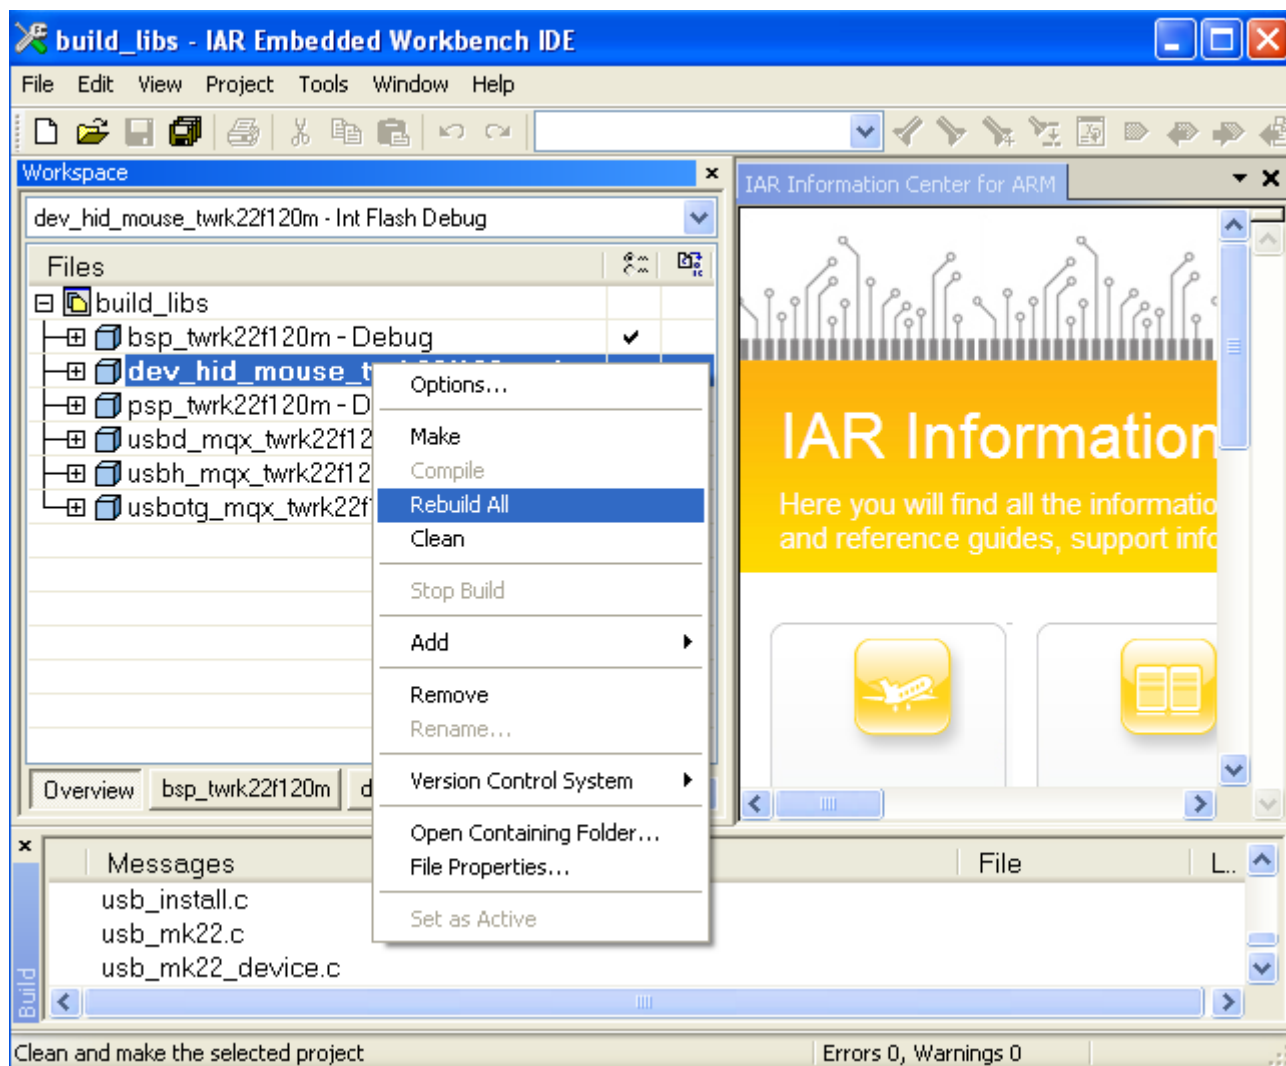 build_libs - IAR Embedded Workbench IDE
File Edit View Project Tools Window Help
Workspace
IAR Information Center for ARM
dev_hid_mouse_twrk22f120m - Int Flash Debug
Files
build_libs
bsp_twrk22f120m - Debug
dev_hid_mouse_t
psp_twrk22f120m - D
usbd_mqx_twrk22f12
usbh_mqx_twrk22f12
usbotg_mqx_twrk22f
Options...
Make
Compile
Rebuild All
Clean
Stop Build
Add
Remove
Rename...
Version Control System
Open Containing Folder...
File Properties...
Set as Active
IAR Information
Here you will find all the informatio
and reference guides, support info
Overview bsp_twrk22f120m d
Messages File L..
usb_install.c
usb_mk22.c
usb_mk22_device.c
Build
Clean and make the selected project Errors 0, Warnings 0